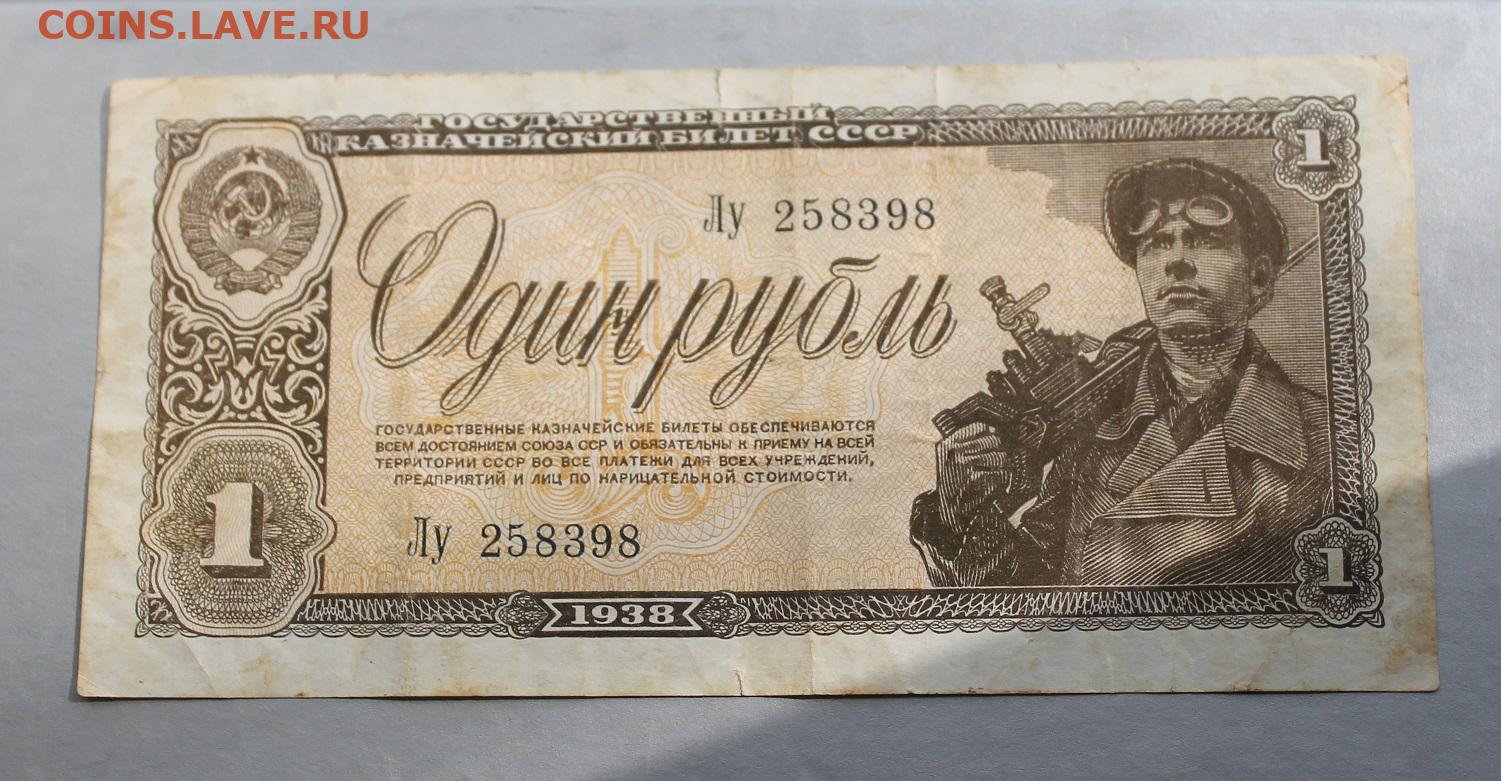 COINS.LAVE.RU
ГОСУДАРСТВЕННЫЙ
КАЗНАЧЕЙСКИЙ БИЛЕТ СССР
1
Лу 258398
Один рубль
ГОСУДАРСТВЕННЫЕ КАЗНАЧЕЙСКИЕ БИЛЕТЫ ОБЕСПЕЧИВАЮТСЯ
ВСЕМ ДОСТОЯНИЕМ СОЮЗА ССР И ОБЯЗАТЕЛЬНЫ К ПРИЕМУ НА ВСЕЙ
ТЕРРИТОРИИ СССР ВО ВСЕ ПЛАТЕЖИ ДЛЯ ВСЕХ УЧРЕЖДЕНИЙ,
ПРЕДПРИЯТИЙ И ЛИЦ ПО НАРИЦАТЕЛЬНОЙ СТОИМОСТИ.
1
Лу 258398
1
1938